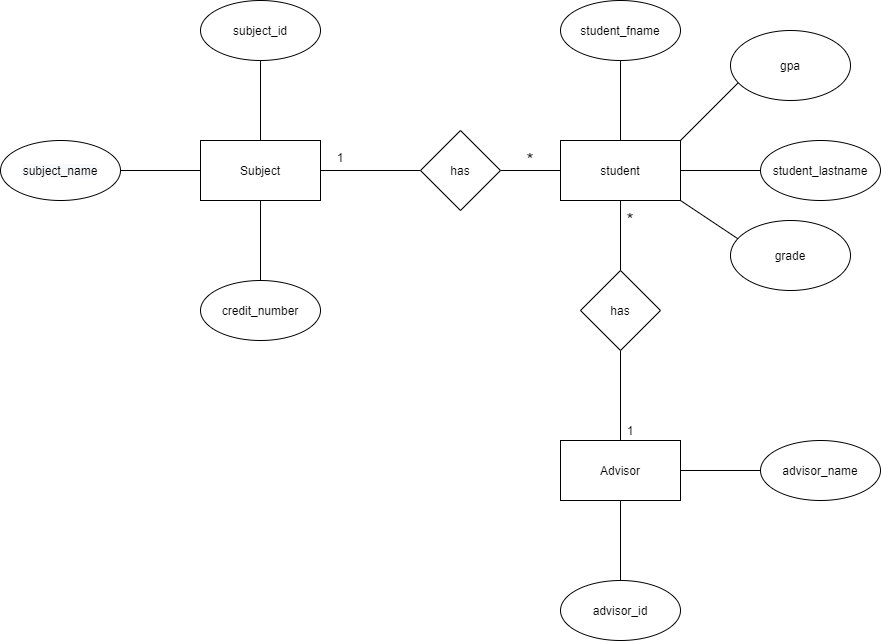 subject_id
student_fname
gpa
subject_name
Subject
1
has
*
student
student_lastname
*
grade
credit_number
has
1
Advisor
advisor_name
advisor_id